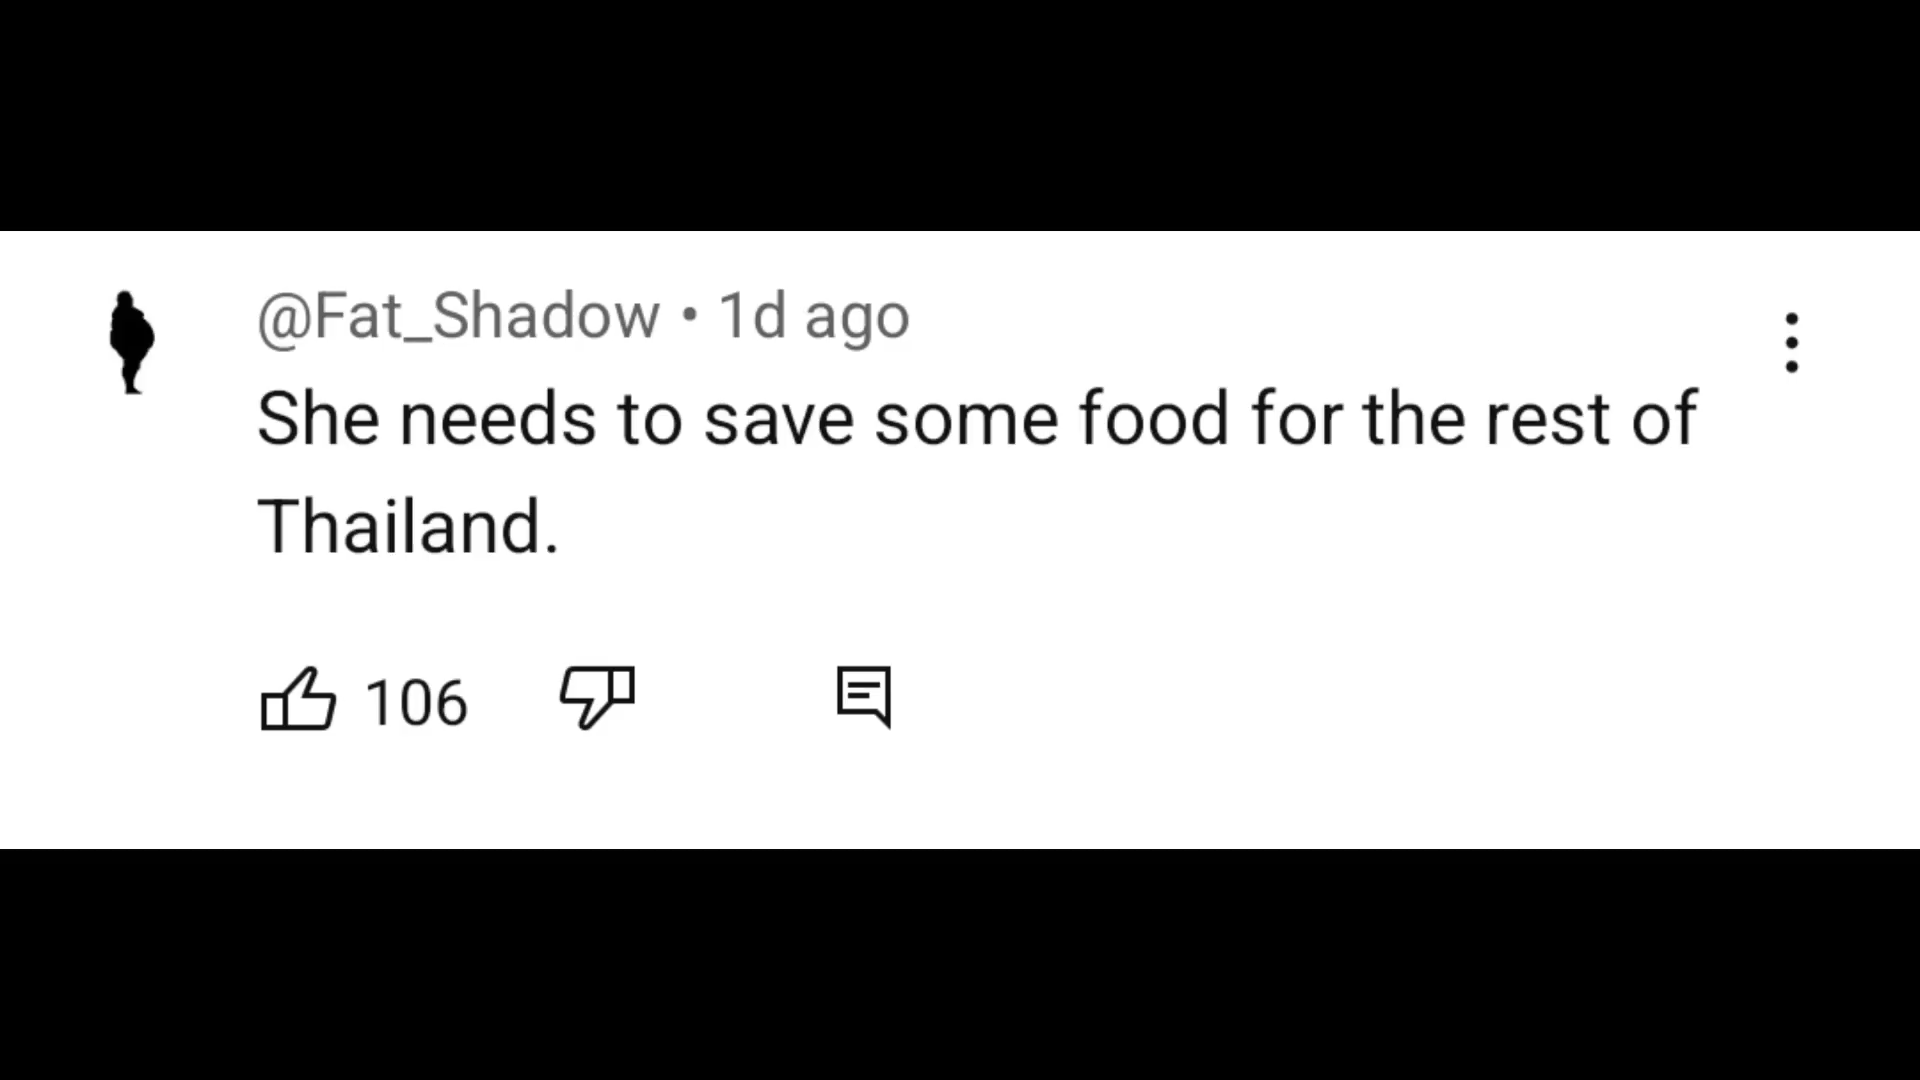 @Fat_Shadow • 1d ago
She needs to save some food for the rest of
Thailand.
106